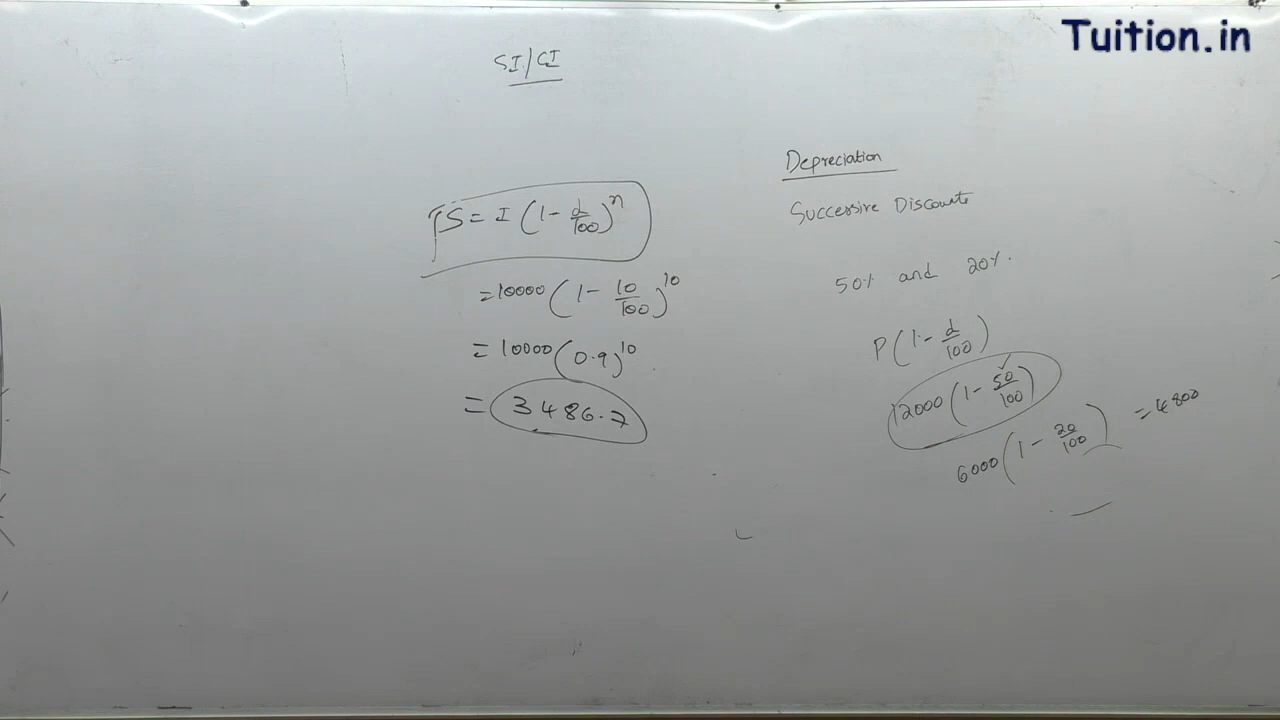 Tuition.in
SI/CI
S = I (1 - d/100)^n
= 10000 (1 - 10/100)^10
= 10000 (0.9)^10
= 3486.7
Depreciation
Successive Discounts
50% and 20%.
P (1 - d/100)
12000 (1 - 50/100)
6000 (1 - 20/100) = 4800